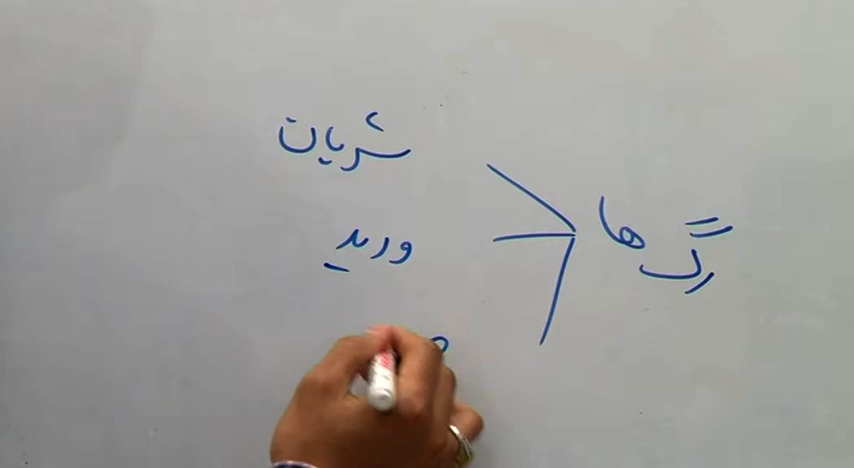 رگ ها
شریان
ورید